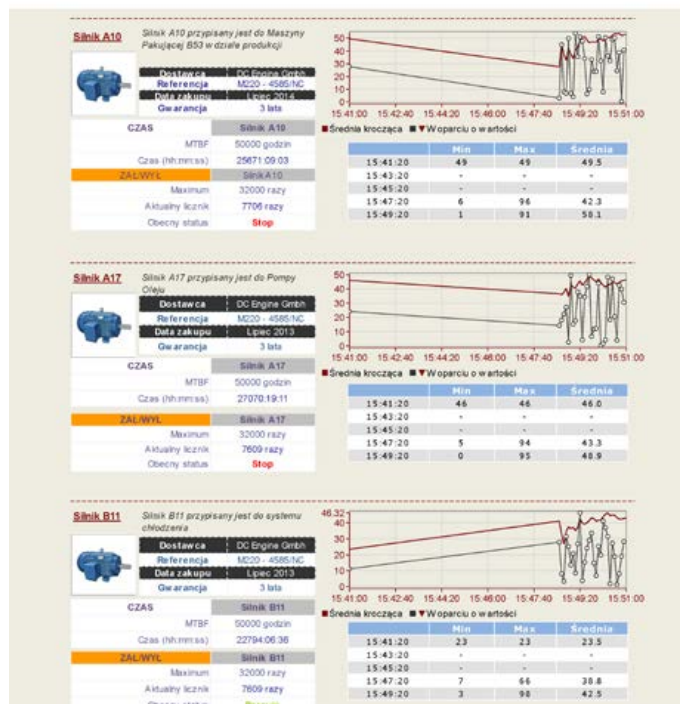 Silnik A10
Silnik A10 przypisany jest do Maszyny
Pakującej B53 w dziale produkcji
Dostawca DC Engine Gmbh
Referencja M220 - 4585/NC
Data zakupu Lipiec 2014
Gwarancja 3 lata
CZAS Silnik A10
MTBF 50000 godzin
Czas (hh:mm:ss) 25671:09:03
ZAŁ/WYŁ Silnik A10
Maximum 32000 razy
Aktualny licznik 7706 razy
Obecny status Stop
50
40
30
20
10
0
15:41:00 15:42:40 15:44:20 15:46:00 15:47:40 15:49:20 15:51:00
Średnia krocząca W oparciu o wartości
Min Max Średnia
15:41:20 49 49 49.5
15:43:20 - - -
15:45:20 - - -
15:47:20 6 96 42.3
15:49:20 1 91 58.1
Silnik A17
Silnik A17 przypisany jest do Pompy
Oleju
Dostawca DC Engine Gmbh
Referencja M220 - 4585/NC
Data zakupu Lipiec 2013
Gwarancja 3 lata
CZAS Silnik A17
MTBF 50000 godzin
Czas (hh:mm:ss) 27070:19:11
ZAŁ/WYŁ Silnik A17
Maximum 32000 razy
Aktualny licznik 7609 razy
Obecny status Stop
50
40
30
20
10
0
15:41:00 15:42:40 15:44:20 15:46:00 15:47:40 15:49:20 15:51:00
Średnia krocząca W oparciu o wartości
Min Max Średnia
15:41:20 46 46 46.0
15:43:20 - - -
15:45:20 - - -
15:47:20 5 94 43.3
15:49:20 0 95 48.9
Silnik B11
Silnik B11 przypisany jest do systemu
chłodzenia
Dostawca DC Engine Gmbh
Referencja M220 - 4585/NC
Data zakupu Lipiec 2013
Gwarancja 3 lata
CZAS Silnik B11
MTBF 50000 godzin
Czas (hh:mm:ss) 22794:06:36
ZAŁ/WYŁ Silnik B11
Maximum 32000 razy
Aktualny licznik 7609 razy
46.32
40
30
20
10
0
15:41:00 15:42:40 15:44:20 15:46:00 15:47:40 15:49:20 15:51:00
Średnia krocząca W oparciu o wartości
Min Max Średnia
15:41:20 23 23 23.5
15:43:20 - - -
15:45:20 - - -
15:47:20 7 66 38.8
15:49:20 3 98 42.5